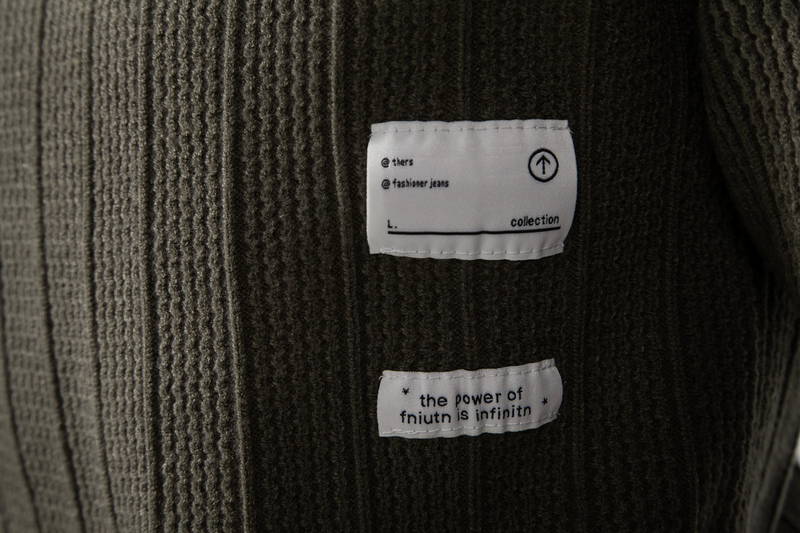 @ thers
@ fashioner jeans
L. collection
* the power of
fniutn is infinitn *